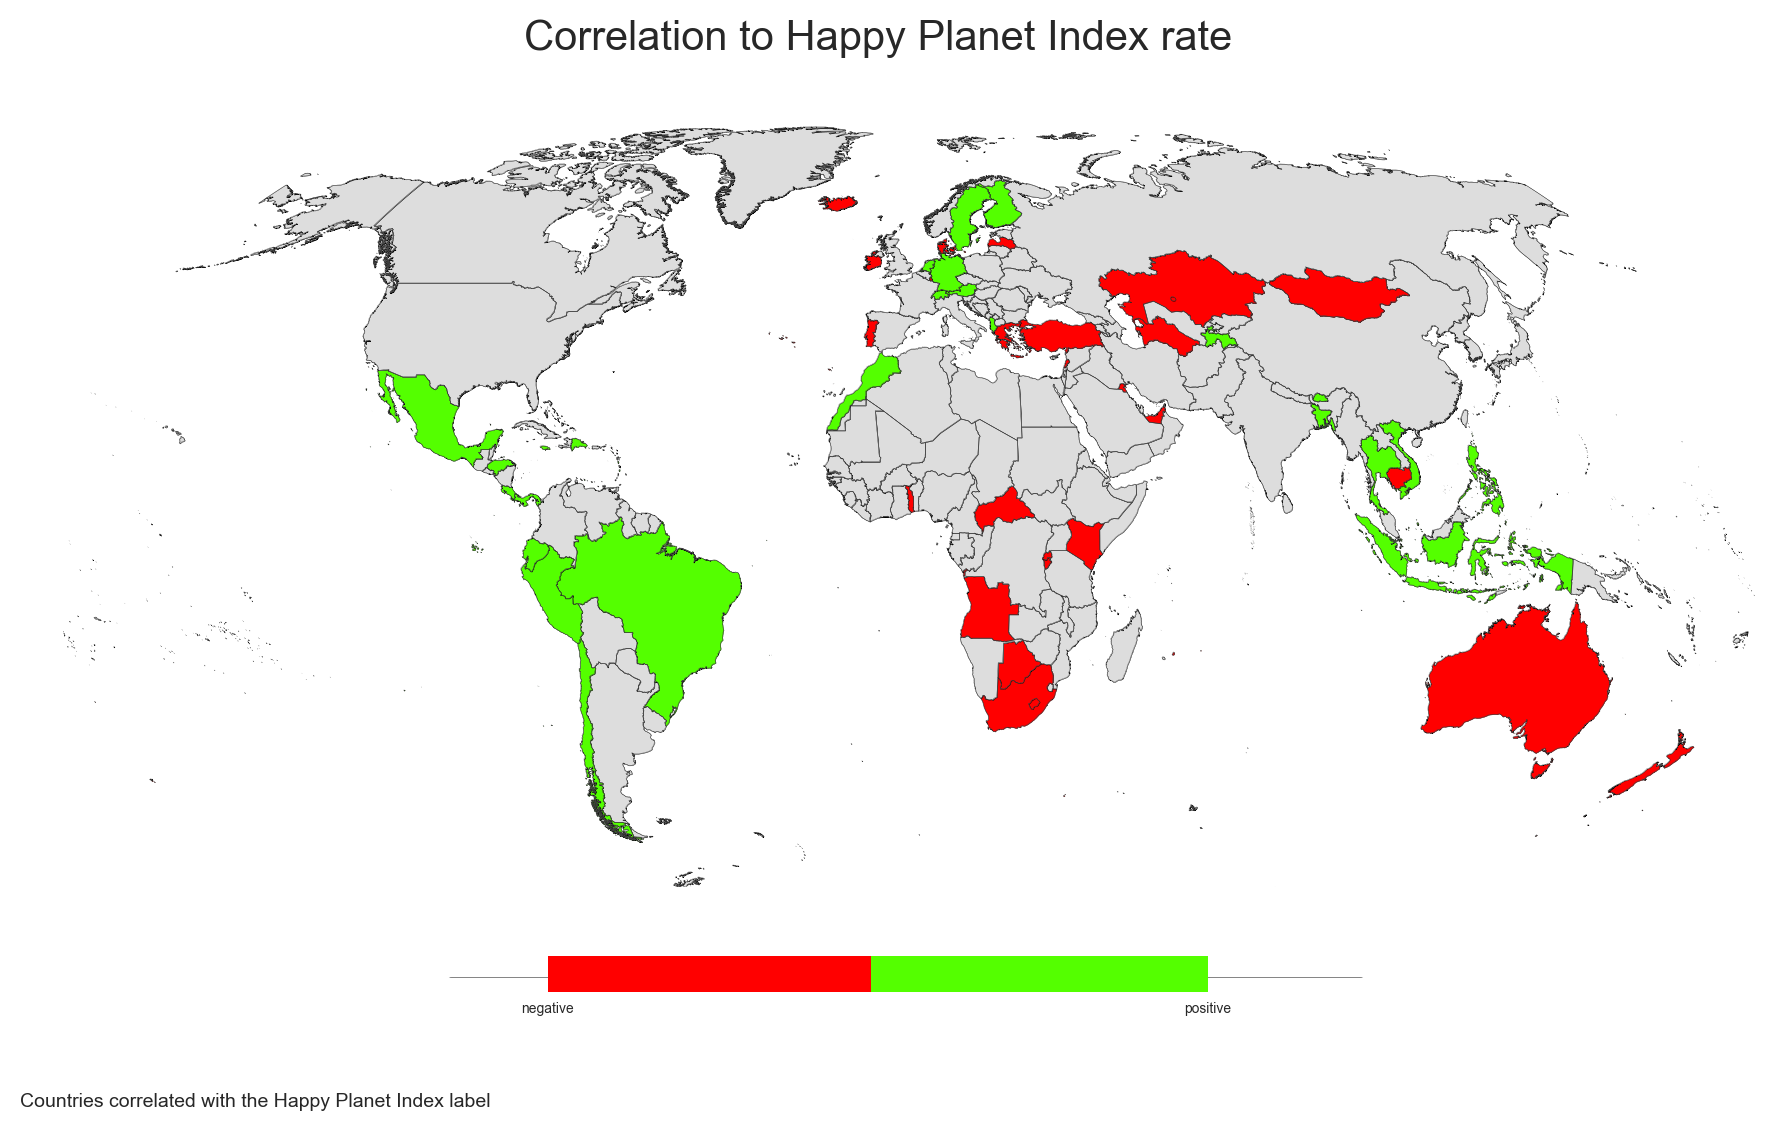 Correlation to Happy Planet Index rate
negative positive
Countries correlated with the Happy Planet Index label